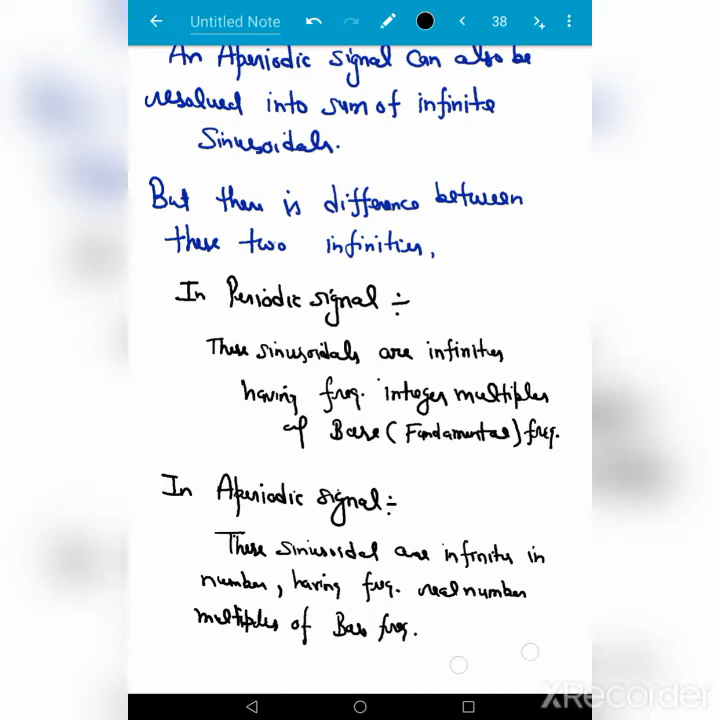 Untitled Note
38
An Aperiodic signal can also be
resolved into sum of infinite
Sinusoidals.
But there is difference between
these two infinities.
In Periodic signal ÷
These sinusoidals are infinities
having freq. integer multiples
of Base (Fundamental) freq.
In Aperiodic signal ÷
These sinusoidal are infinite in
number, having freq. real number
multiples of Base freq.
XRecorder